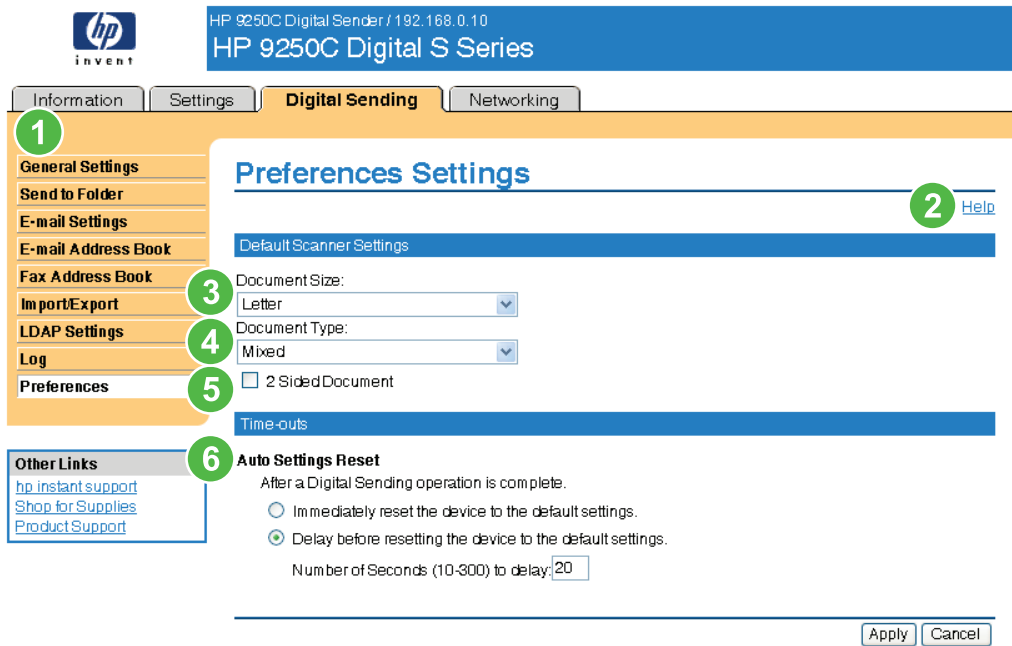 hp
invent
HP 9250C Digital Sender / 192.168.0.10
HP 9250C Digital S Series
Information Settings Digital Sending Networking
1
General Settings
Send to Folder
E-mail Settings
E-mail Address Book
Fax Address Book
Import/Export
LDAP Settings
Log
Preferences
Other Links
hp instant support
Shop for Supplies
Product Support
Preferences Settings
2 Help
Default Scanner Settings
Document Size:
3 Letter
Document Type:
4 Mixed
5 2 Sided Document
Time-outs
6 Auto Settings Reset
After a Digital Sending operation is complete.
Immediately reset the device to the default settings.
Delay before resetting the device to the default settings.
Number of Seconds (10-300) to delay: 20
Apply Cancel